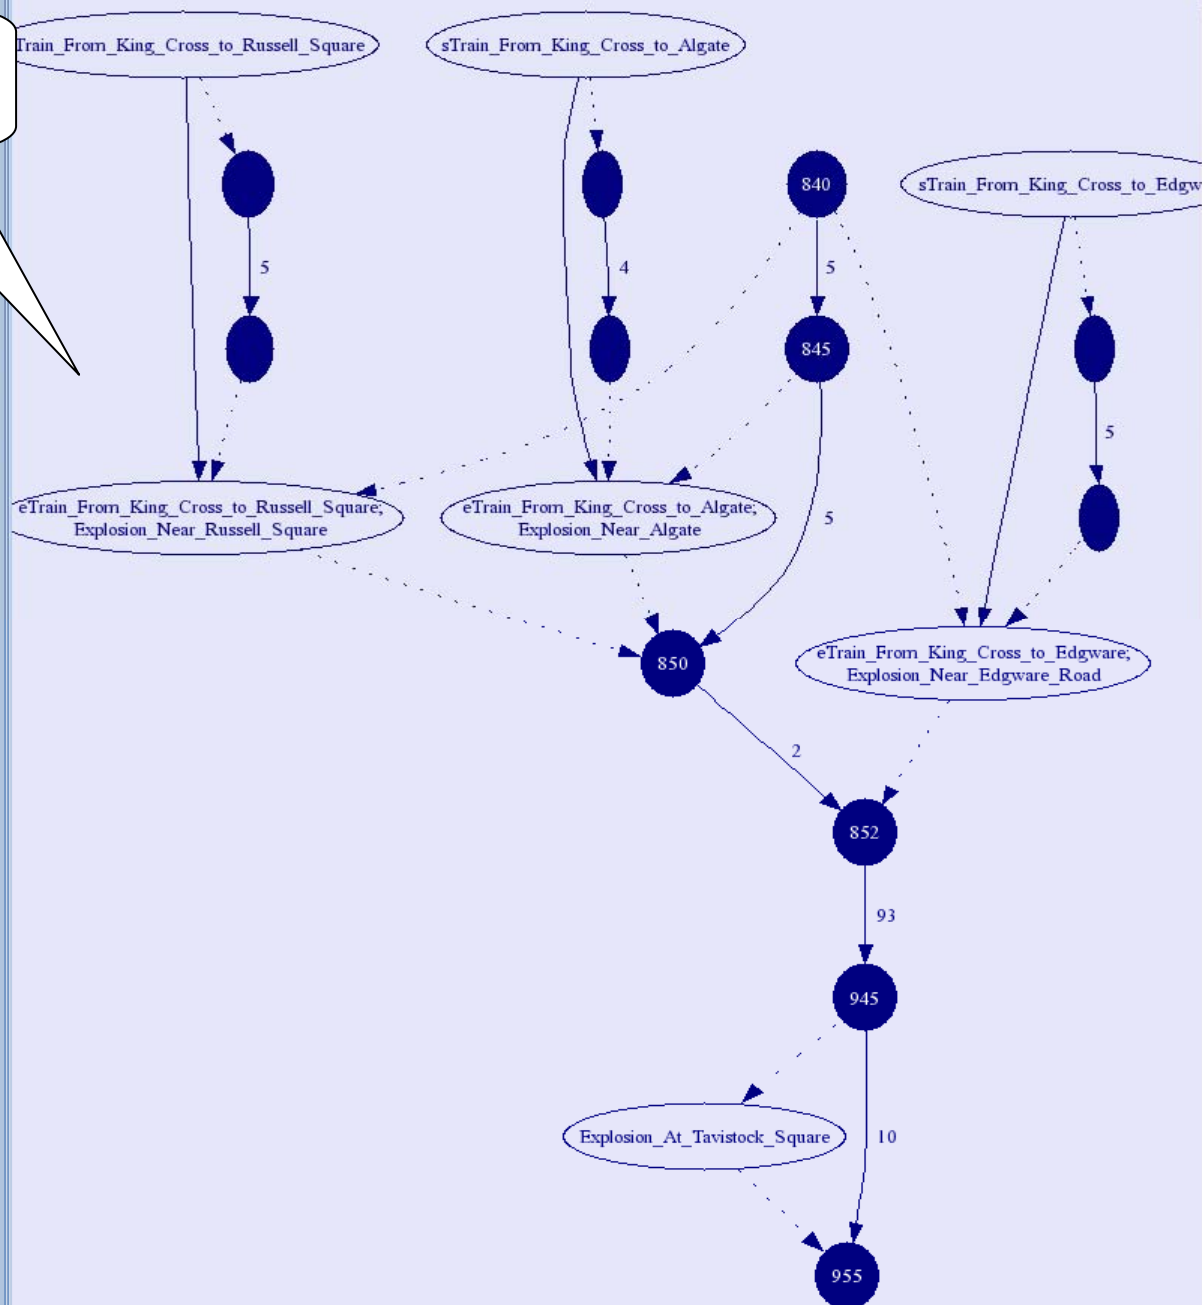 Train_From_King_Cross_to_Russell_Square
sTrain_From_King_Cross_to_Algate
840
sTrain_From_King_Cross_to_Edgw
5
4
5
845
5
eTrain_From_King_Cross_to_Russell_Square;
Explosion_Near_Russell_Square
eTrain_From_King_Cross_to_Algate;
Explosion_Near_Algate
5
850
eTrain_From_King_Cross_to_Edgware;
Explosion_Near_Edgware_Road
2
852
93
945
Explosion_At_Tavistock_Square
10
955